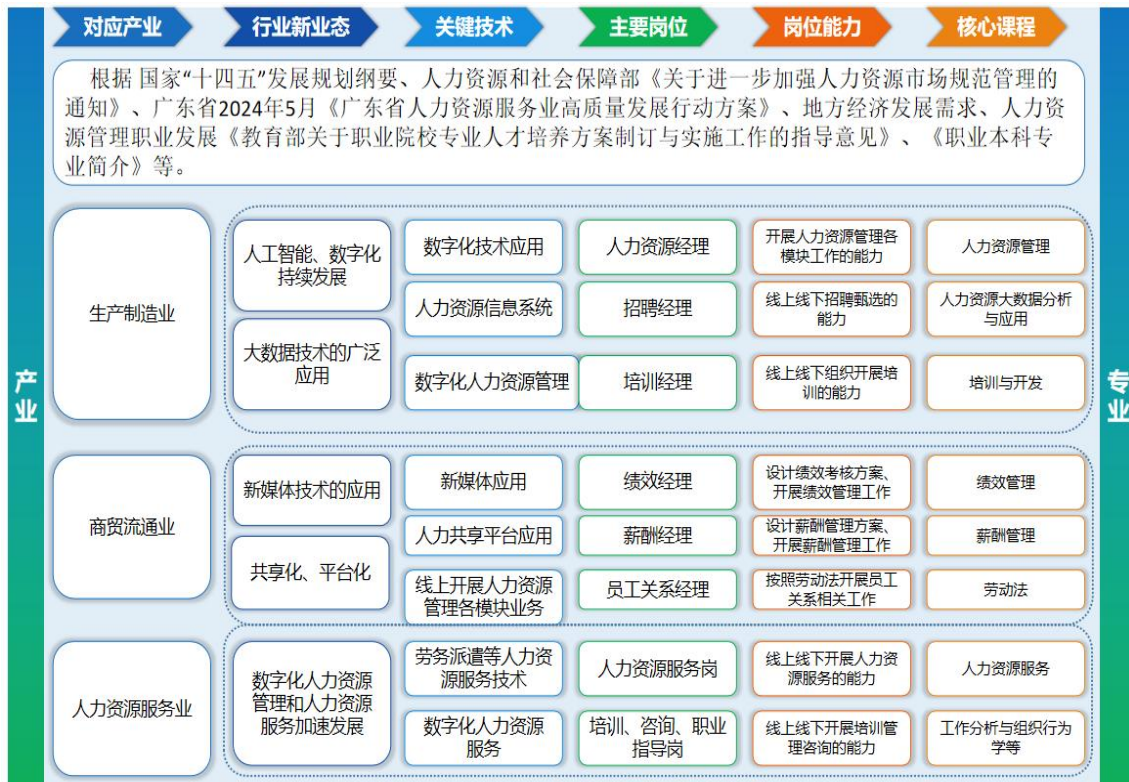 对应产业
行业新业态
关键技术
主要岗位
岗位能力
核心课程
根据 国家“十四五”发展规划纲要、人力资源和社会保障部《关于进一步加强人力资源市场规范管理的
通知》、广东省2024年5月《广东省人力资源服务业高质量发展行动方案》、地方经济发展需求、人力资
源管理职业发展《教育部关于职业院校专业人才培养方案制订与实施工作的指导意见》、《职业本科专
业简介》等。
产
业
生产制造业
人工智能、数字化
持续发展
大数据技术的广泛
应用
数字化技术应用
人力资源经理
开展人力资源管理各
模块工作的能力
人力资源管理
人力资源信息系统
招聘经理
线上线下招聘甄选的
能力
人力资源大数据分析
与应用
数字化人力资源管理
培训经理
线上线下组织开展培
训的能力
培训与开发
商贸流通业
新媒体技术的应用
共享化、平台化
新媒体应用
绩效经理
设计绩效考核方案、
开展绩效管理工作
绩效管理
人力共享平台应用
薪酬经理
设计薪酬管理方案、
开展薪酬管理工作
薪酬管理
线上开展人力资源
管理各模块业务
员工关系经理
按照劳动法开展员工
关系相关工作
劳动法
人力资源服务业
数字化人力资源
管理和人力资源
服务加速发展
劳务派遣等人力资
源服务技术
人力资源服务岗
线上线下开展人力资
源服务的能力
人力资源服务
数字化人力资源
服务
培训、咨询、职业
指导岗
线上线下开展培训管
理咨询的能力
工作分析与组织行为
学等
专
业